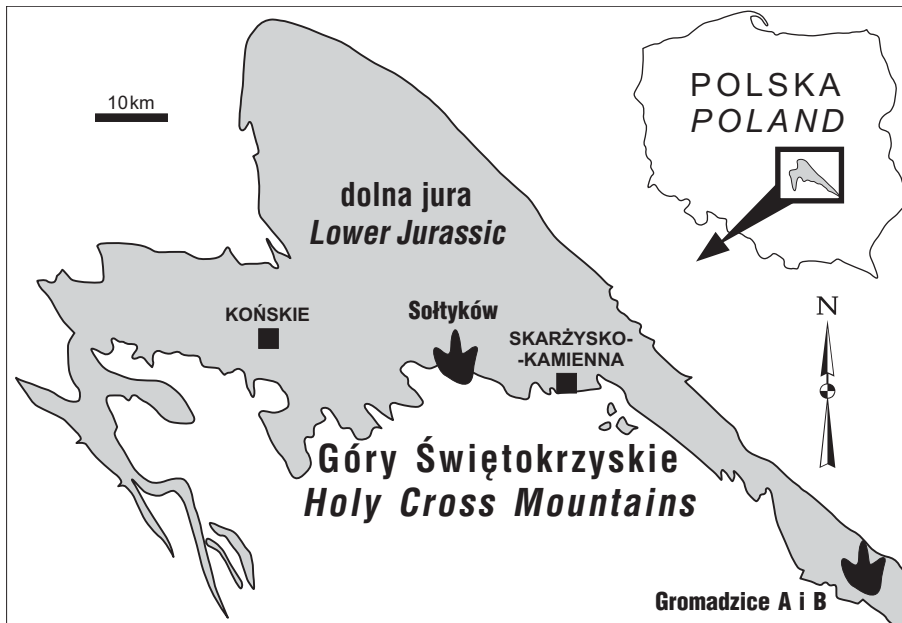 10km
POLSKA
POLAND
dolna jura
Lower Jurassic
N
KOŃSKIE
Sołtyków
SKARŻYSKO-
-KAMIENNA
Góry Świętokrzyskie
Holy Cross Mountains
Gromadzice A i B